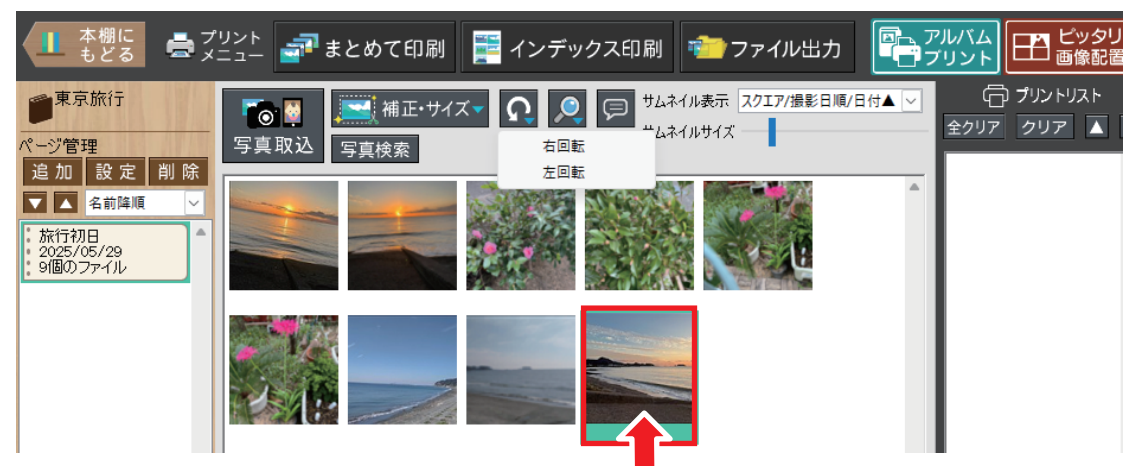 本棚に
もどる
プリント
メニュー
まとめて印刷
インデックス印刷
ファイル出力
アルバム
プリント
ピッタリ
画像配置
東京旅行
ページ管理
追加 設定 削除
名前降順
旅行初日
2025/05/29
9個のファイル
写真取込
補正・サイズ
写真検索
サムネイル表示 スクエア/撮影日順/日付▲
サムネイルサイズ
右回転
左回転
プリントリスト
全クリア クリア ▲